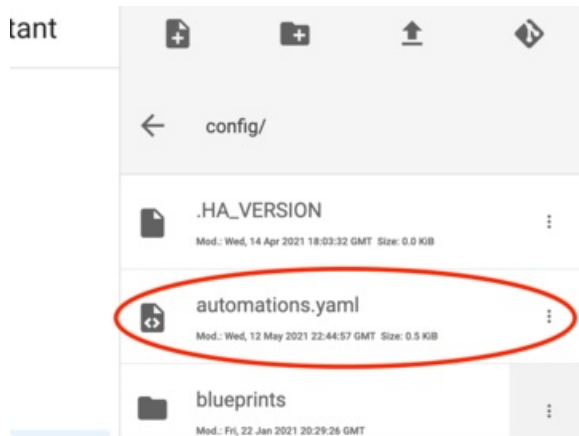 tant
config/
.HA_VERSION
Mod.: Wed, 14 Apr 2021 18:03:32 GMT Size: 0.0 KiB
automations.yaml
Mod.: Wed, 12 May 2021 22:44:57 GMT Size: 0.5 KiB
blueprints
Mod.: Fri, 22 Jan 2021 20:29:26 GMT